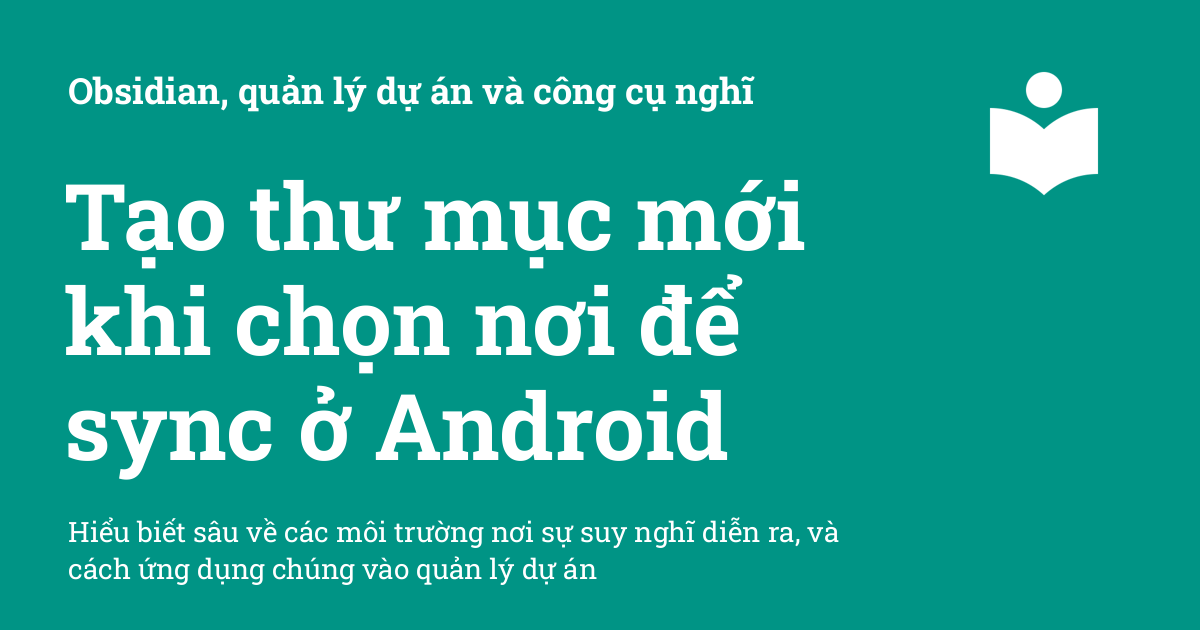 Obsidian, quản lý dự án và công cụ nghĩ
Tạo thư mục mới
khi chọn nơi để
sync ở Android
Hiểu biết sâu về các môi trường nơi sự suy nghĩ diễn ra, và
cách ứng dụng chúng vào quản lý dự án